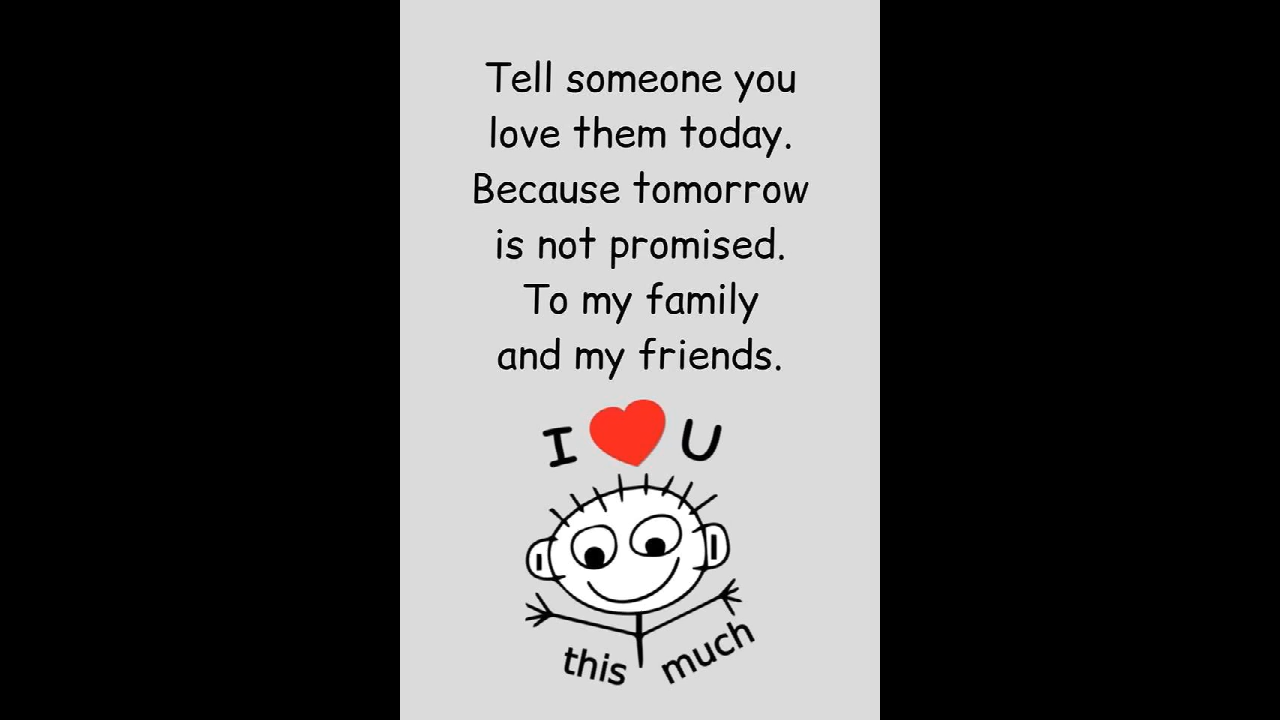 Tell someone you
love them today.
Because tomorrow
is not promised.
To my family
and my friends.
I ❤ U
this much